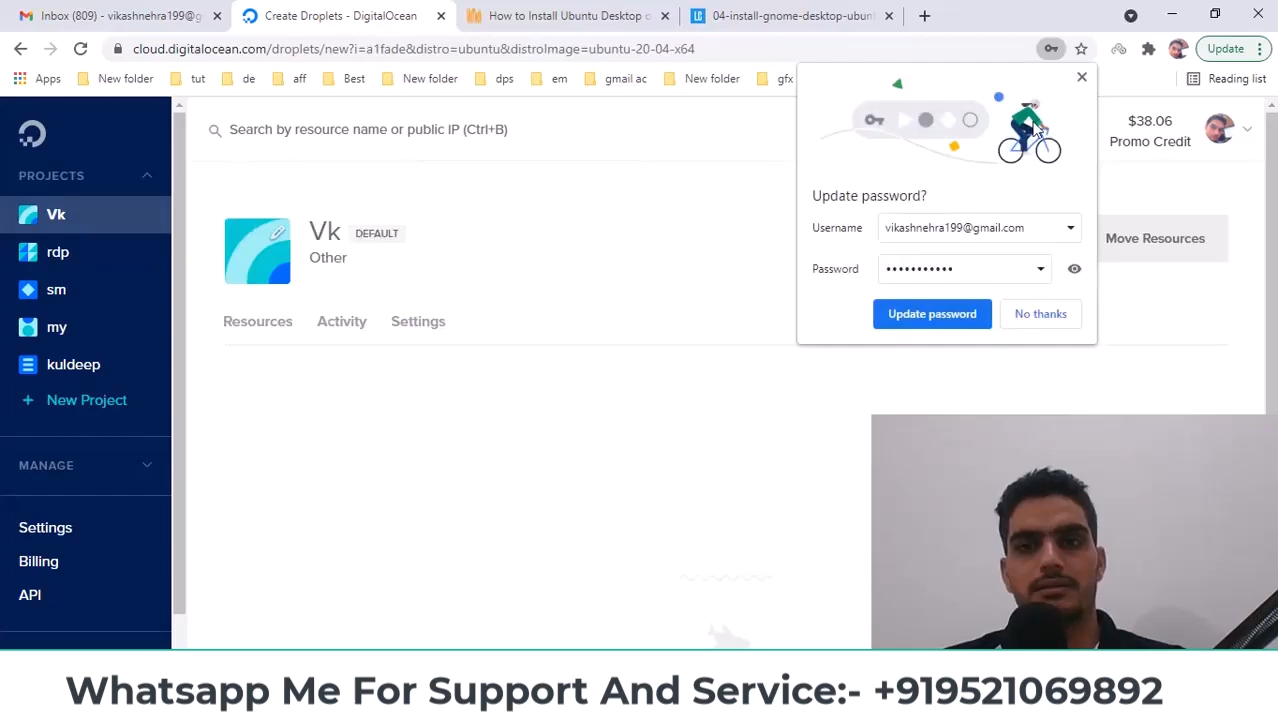 Inbox (809) - vikashnehra199@g
Create Droplets - DigitalOcean
How to Install Ubuntu Desktop o
LC 04-install-gnome-desktop-ubunt
cloud.digitalocean.com/droplets/new?i=a1fade&distro=ubuntu&distroImage=ubuntu-20-04-x64
Update
Apps
New folder
tut
de
aff
Best
New folder
dps
em
gmail ac
New folder
gfx
Reading list
Search by resource name or public IP (Ctrl+B)
$38.06
Promo Credit
PROJECTS
Vk
rdp
sm
my
kuldeep
+ New Project
MANAGE
Settings
Billing
API
Vk DEFAULT
Other
Move Resources
Resources
Activity
Settings
Update password?
Username vikashnehra199@gmail.com
Password •••••••••••
Update password
No thanks
Whatsapp Me For Support And Service:- +919521069892